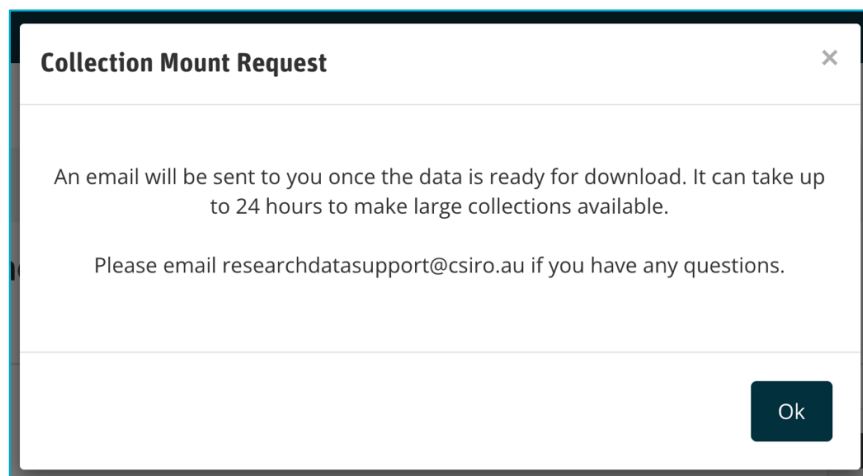 Collection Mount Request
×
An email will be sent to you once the data is ready for download. It can take up
to 24 hours to make large collections available.
Please email researchdatasupport@csiro.au if you have any questions.
Ok